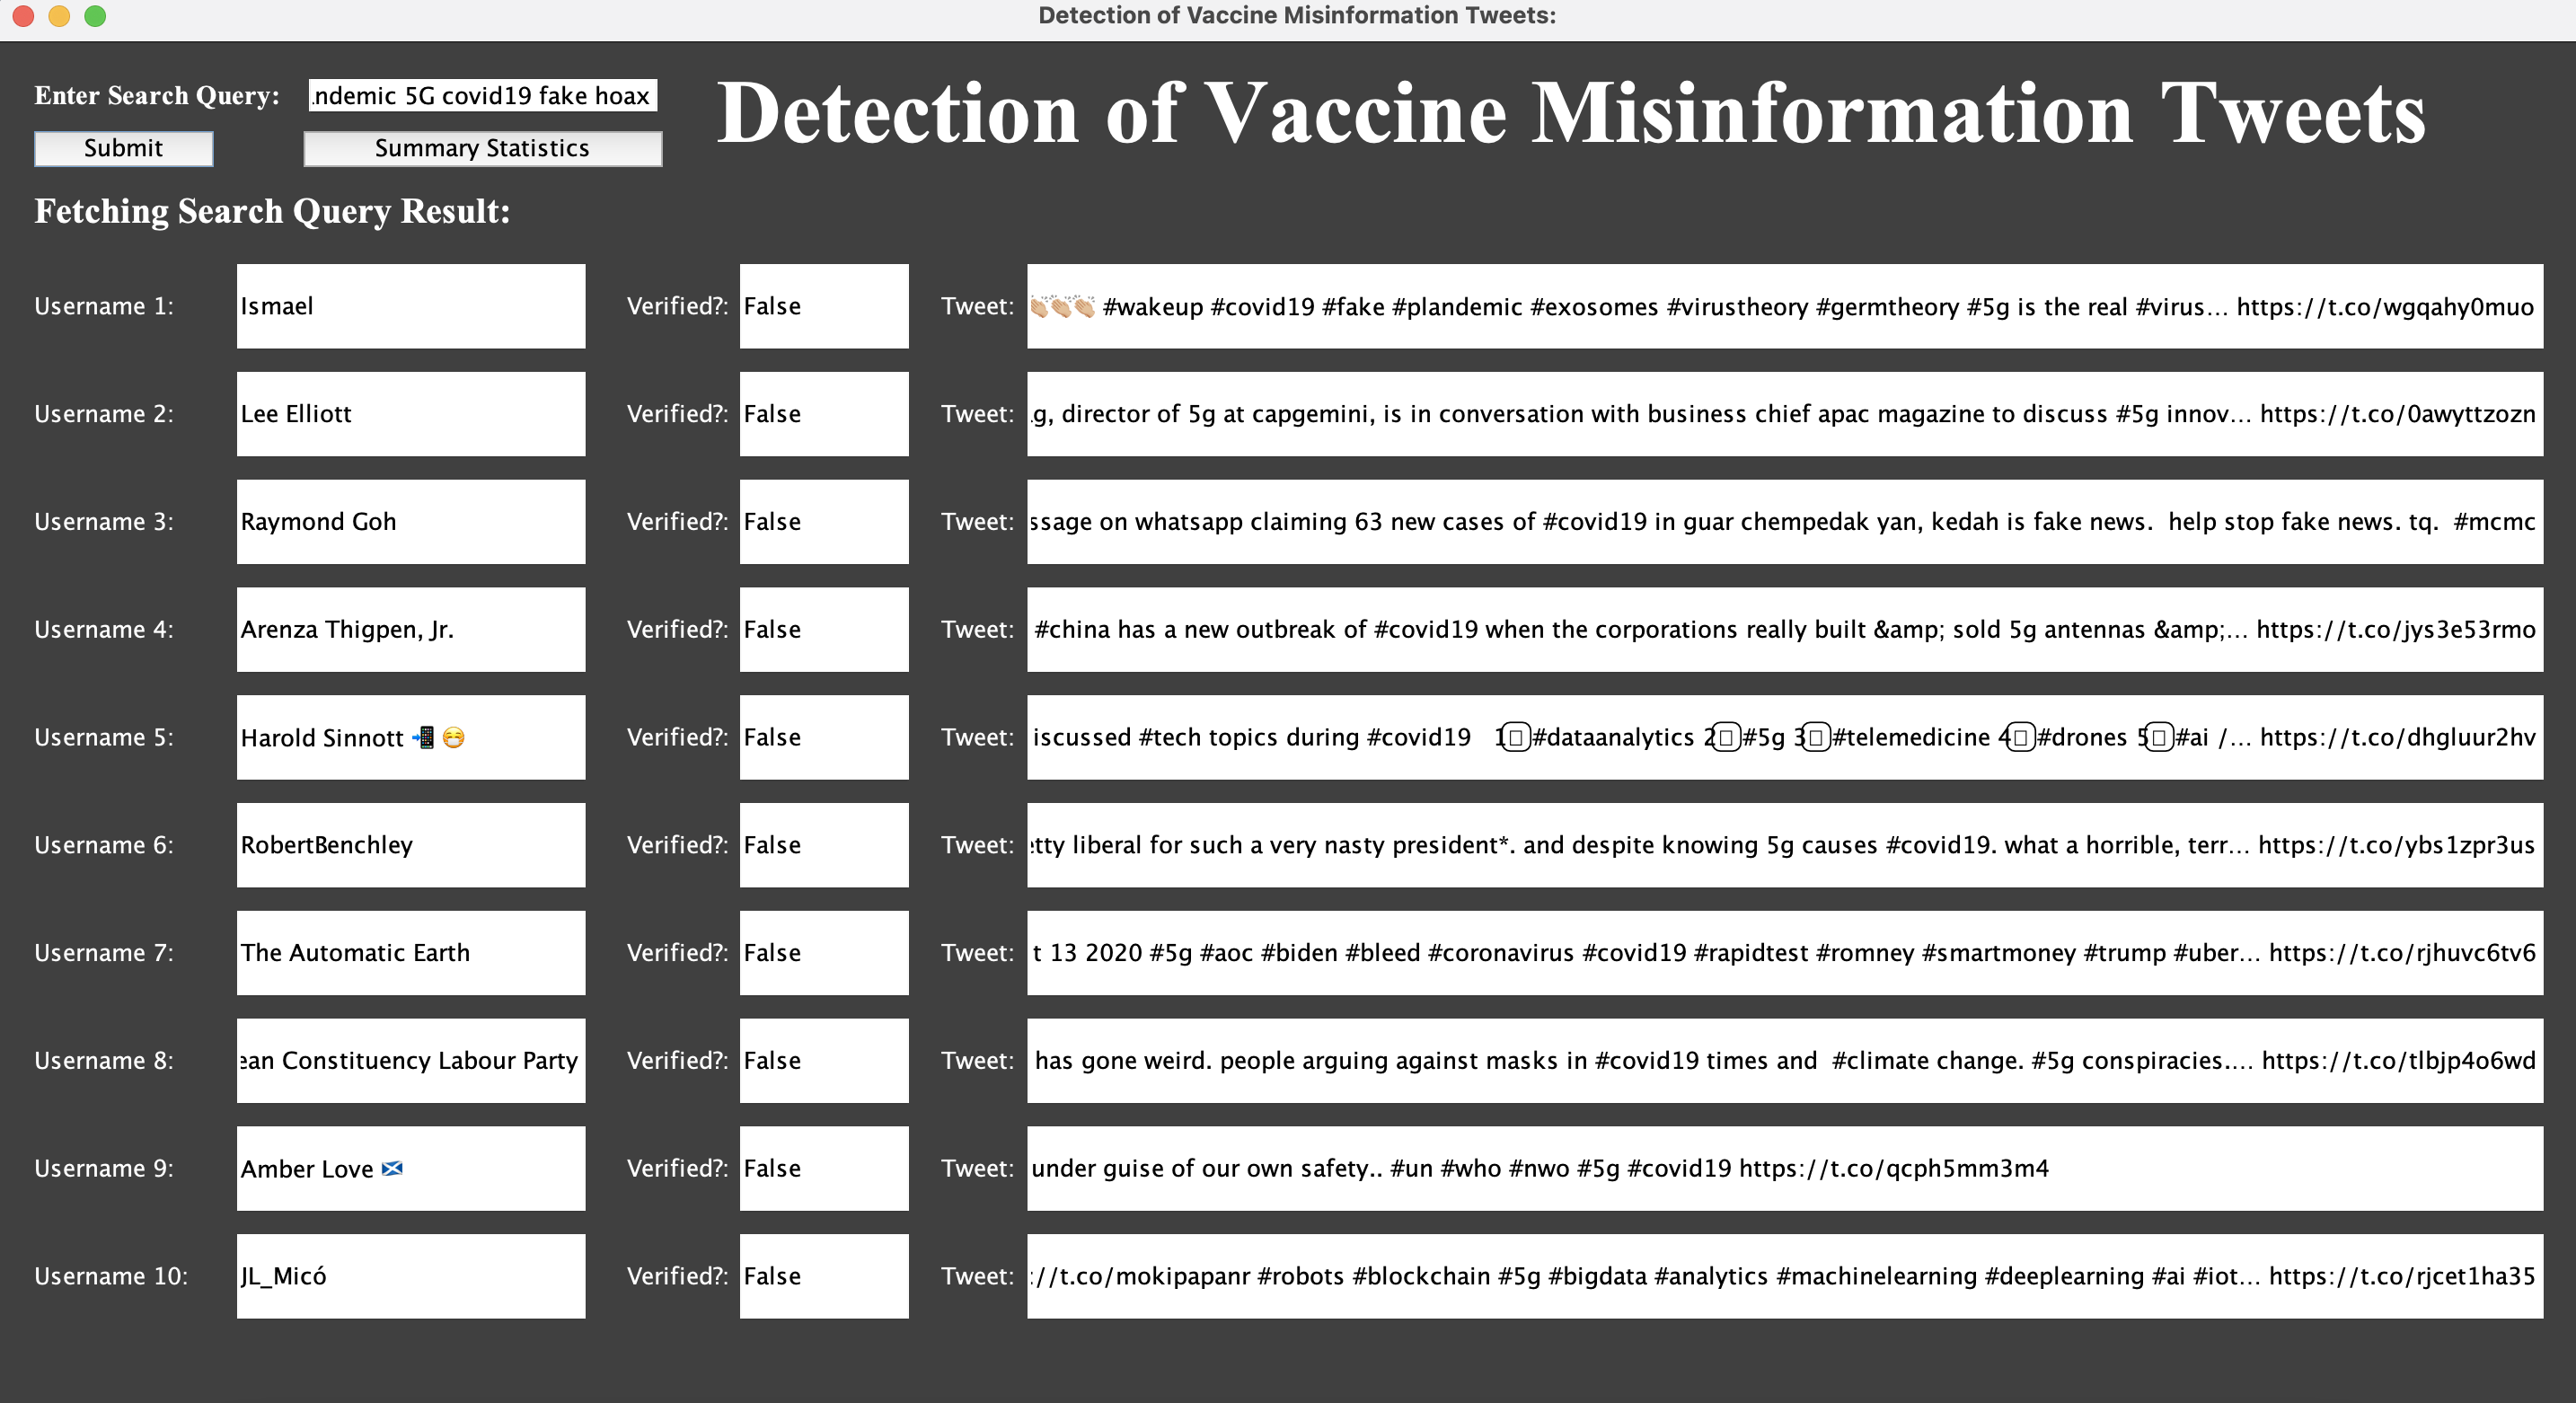 Detection of Vaccine Misinformation Tweets:
Enter Search Query: ndemic 5G covid19 fake hoax
Detection of Vaccine Misinformation Tweets
Submit Summary Statistics
Fetching Search Query Result:
Username 1: Ismael Verified?: False Tweet: 👏🏼👏🏼👏🏼 #wakeup #covid19 #fake #plandemic #exosomes #virustheory #germtheory #5g is the real #virus… https://t.co/wgqahy0muo
Username 2: Lee Elliott Verified?: False Tweet: g, director of 5g at capgemini, is in conversation with business chief apac magazine to discuss #5g innov… https://t.co/0awyttzozn
Username 3: Raymond Goh Verified?: False Tweet: ssage on whatsapp claiming 63 new cases of #covid19 in guar chempedak yan, kedah is fake news.  help stop fake news. tq.  #mcmc
Username 4: Arenza Thigpen, Jr. Verified?: False Tweet: #china has a new outbreak of #covid19 when the corporations really built &amp; sold 5g antennas &amp;… https://t.co/jys3e53rmo
Username 5: Harold Sinnott 📲 😷 Verified?: False Tweet: iscussed #tech topics during #covid19   1⃣#dataanalytics 2⃣#5g 3⃣#telemedicine 4⃣#drones 5⃣#ai /… https://t.co/dhgluur2hv
Username 6: RobertBenchley Verified?: False Tweet: etty liberal for such a very nasty president*. and despite knowing 5g causes #covid19. what a horrible, terr… https://t.co/ybs1zpr3us
Username 7: The Automatic Earth Verified?: False Tweet: t 13 2020 #5g #aoc #biden #bleed #coronavirus #covid19 #rapidtest #romney #smartmoney #trump #uber… https://t.co/rjhuvc6tv6
Username 8: ean Constituency Labour Party Verified?: False Tweet: has gone weird. people arguing against masks in #covid19 times and  #climate change. #5g conspiracies.… https://t.co/tlbjp4o6wd
Username 9: Amber Love 🏴󠁧󠁢󠁳󠁣󠁴󠁿 Verified?: False Tweet: under guise of our own safety.. #un #who #nwo #5g #covid19 https://t.co/qcph5mm3m4
Username 10: JL_Micó Verified?: False Tweet: ://t.co/mokipapanr #robots #blockchain #5g #bigdata #analytics #machinelearning #deeplearning #ai #iot… https://t.co/rjcet1ha35